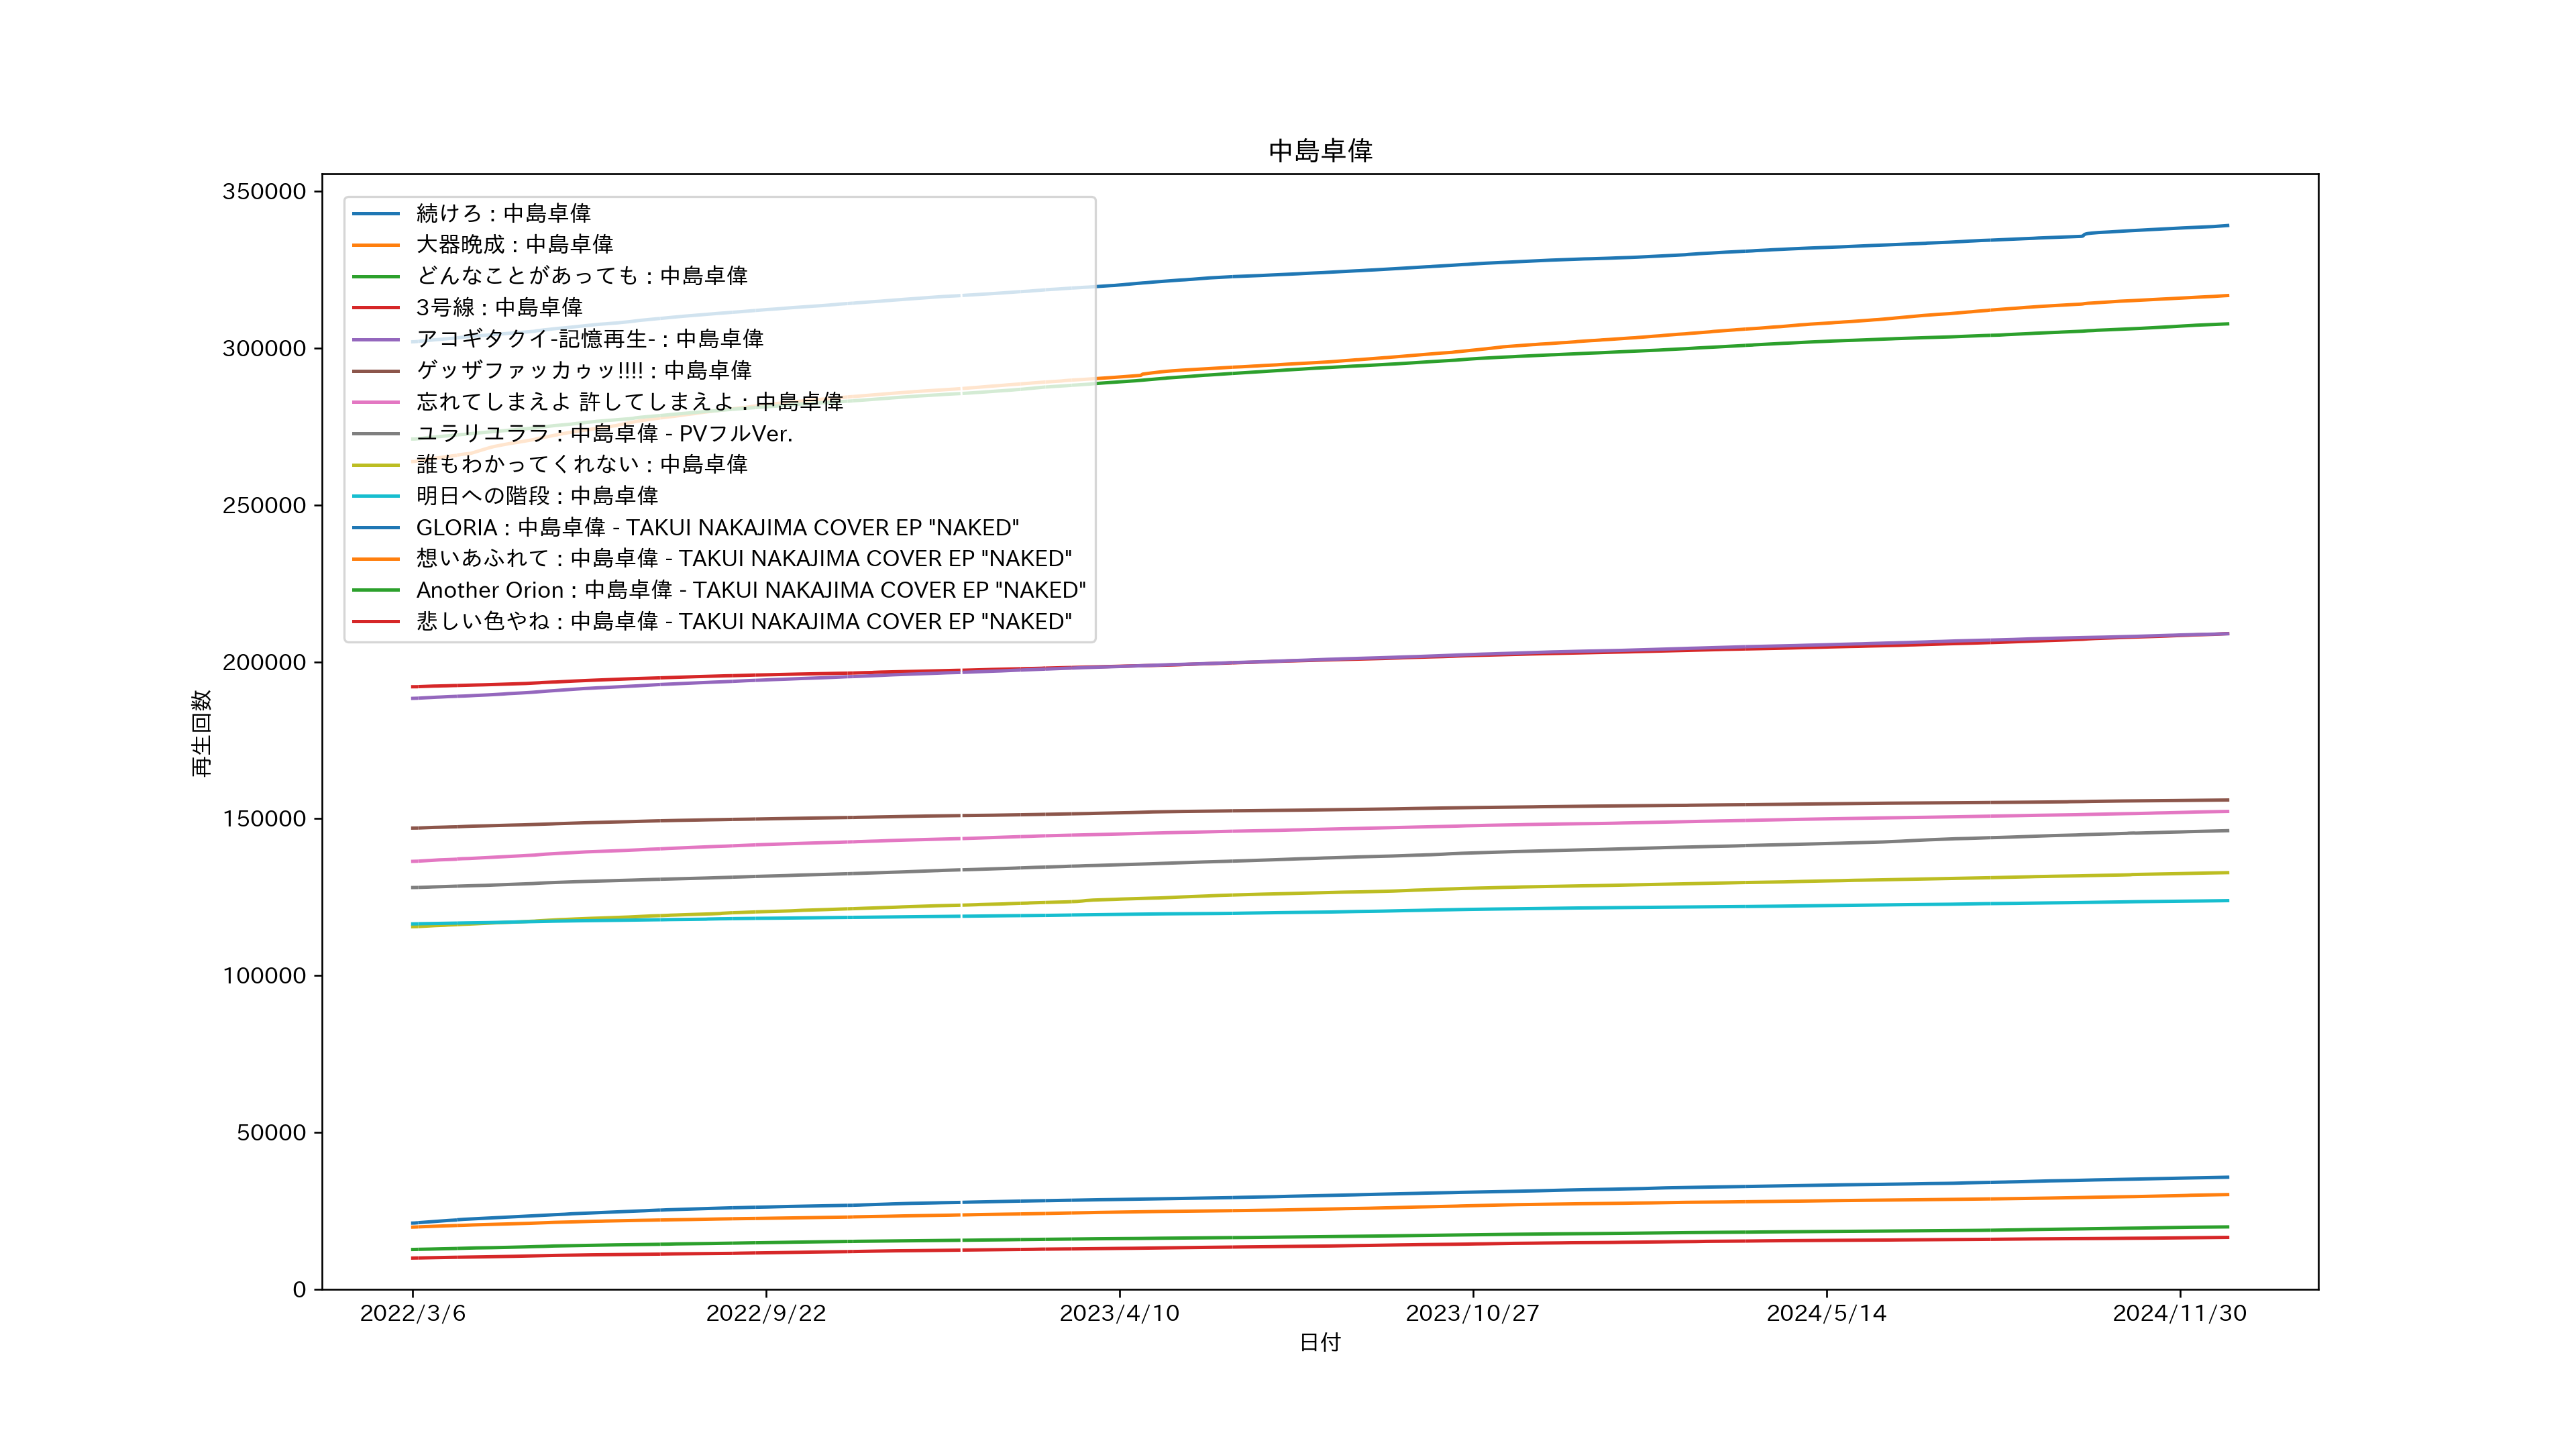 中島卓偉
350000
300000
250000
200000
150000
100000
50000
0
再生回数
続けろ : 中島卓偉
大器晩成 : 中島卓偉
どんなことがあっても : 中島卓偉
3号線 : 中島卓偉
アコギタクイ-記憶再生- : 中島卓偉
ゲッザファッカゥッ!!!! : 中島卓偉
忘れてしまえよ 許してしまえよ : 中島卓偉
ユラリユララ : 中島卓偉 - PVフルVer.
誰もわかってくれない : 中島卓偉
明日への階段 : 中島卓偉
GLORIA : 中島卓偉 - TAKUI NAKAJIMA COVER EP "NAKED"
想いあふれて : 中島卓偉 - TAKUI NAKAJIMA COVER EP "NAKED"
Another Orion : 中島卓偉 - TAKUI NAKAJIMA COVER EP "NAKED"
悲しい色やね : 中島卓偉 - TAKUI NAKAJIMA COVER EP "NAKED"
2022/3/6
2022/9/22
2023/4/10
2023/10/27
2024/5/14
2024/11/30
日付